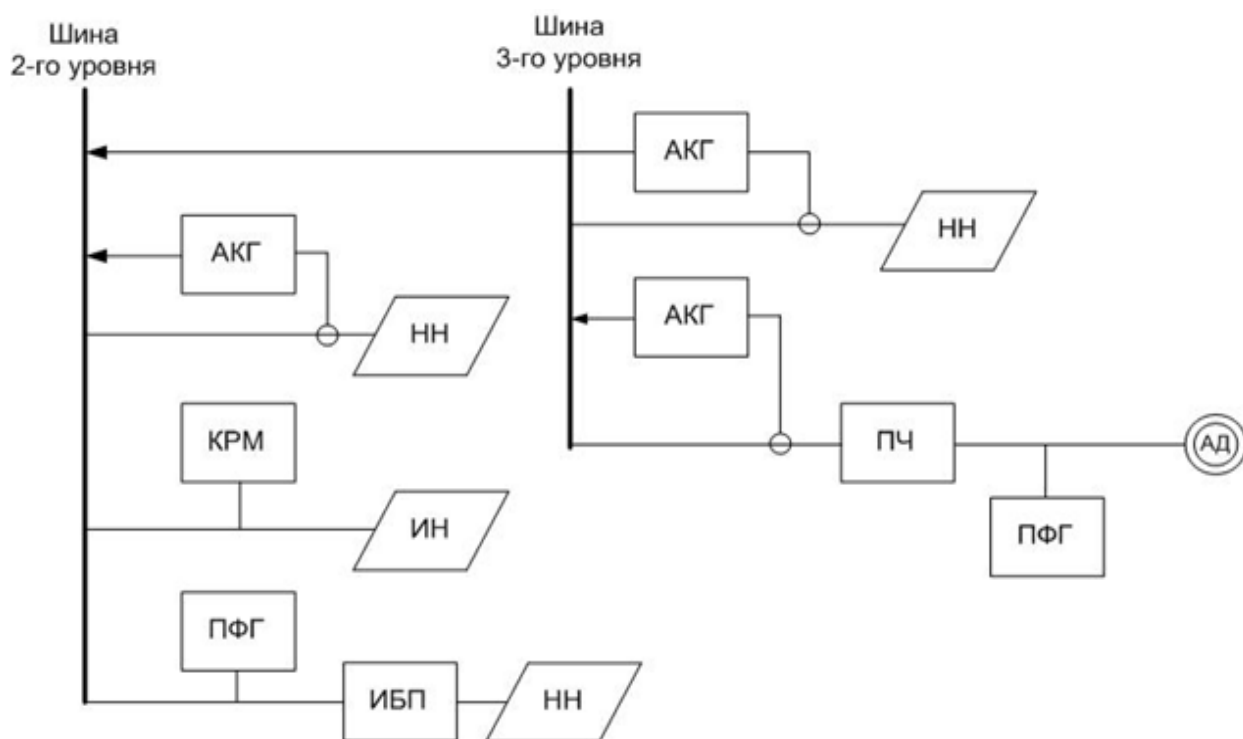 Шина
2-го уровня
Шина
3-го уровня
АКГ
НН
АКГ
НН
АКГ
КРМ
ПЧ
АД
ИН
ПФГ
ПФГ
ИБП
НН